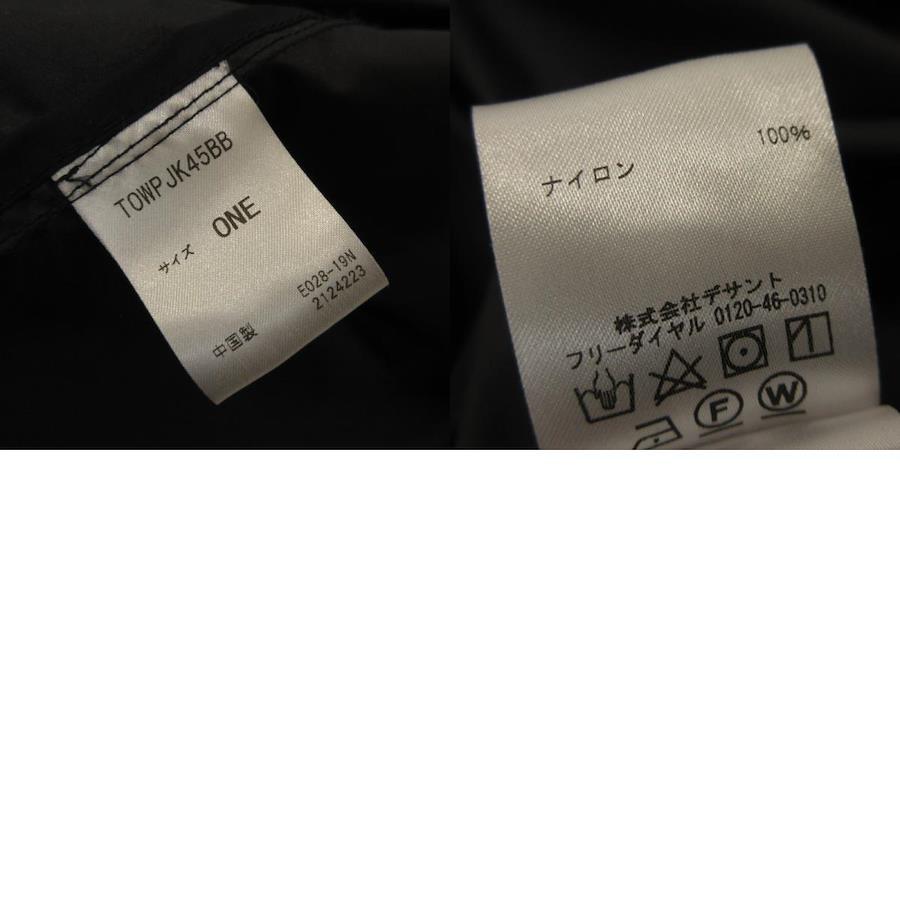 TOWPJK45BB
サイズ ONE
E028-19N
2124223
中国製
ナイロン 100%
株式会社デサント
フリーダイヤル 0120-46-0310
F W